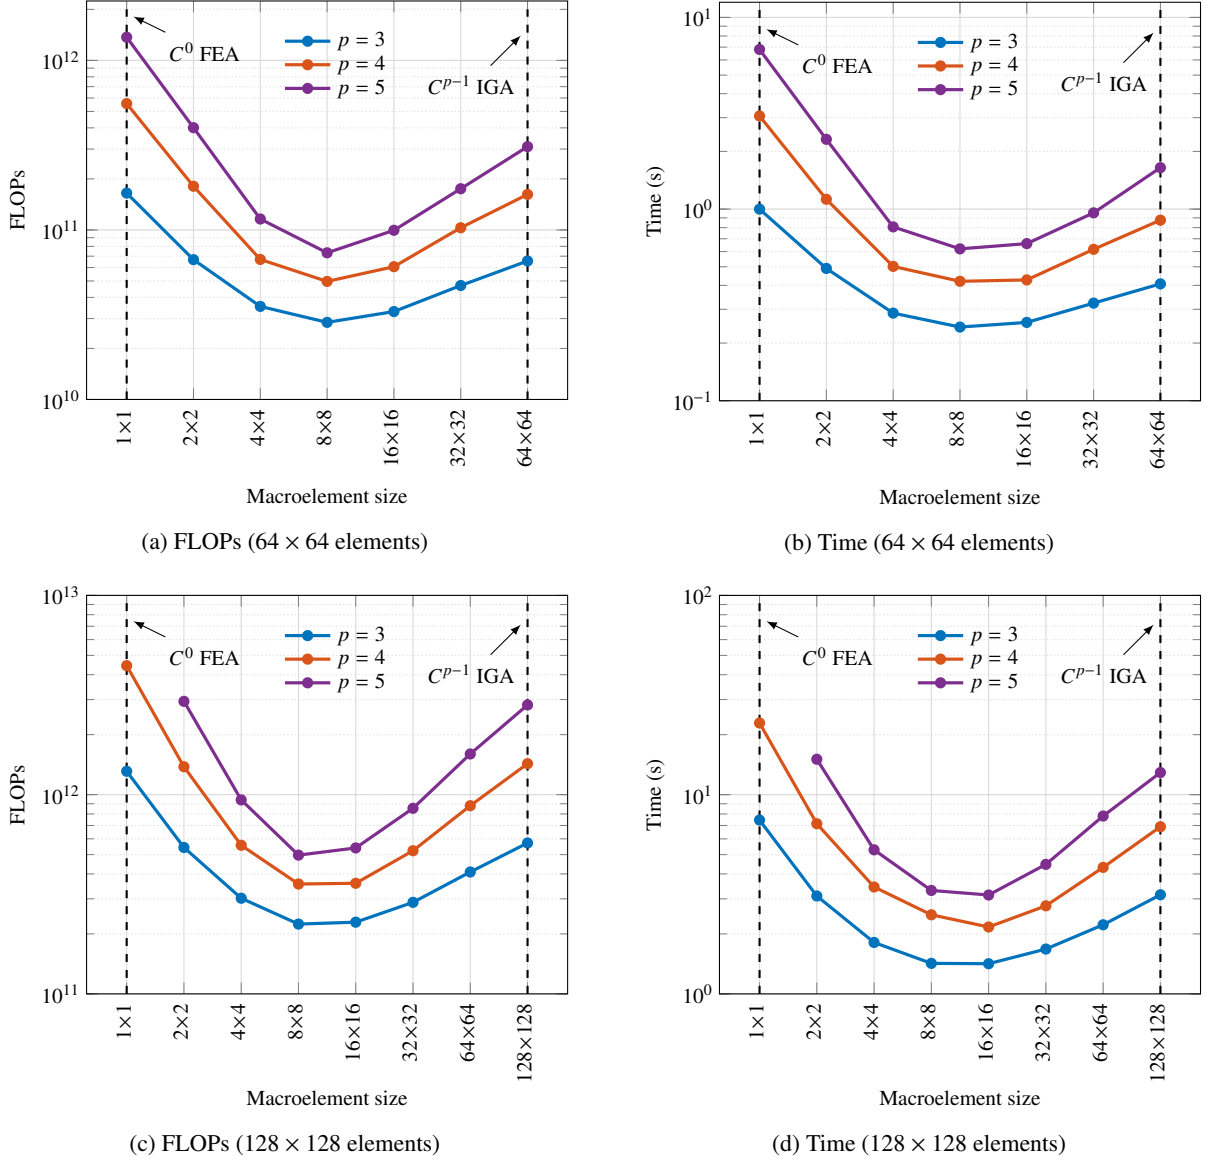 10^12
10^11
10^10
FLOPs
C^0 FEA
p = 3
p = 4
p = 5
C^{p−1} IGA
1×1
2×2
4×4
8×8
16×16
32×32
64×64
Macroelement size
(a) FLOPs (64 × 64 elements)
10^1
10^0
10^−1
Time (s)
C^0 FEA
p = 3
p = 4
p = 5
C^{p−1} IGA
1×1
2×2
4×4
8×8
16×16
32×32
64×64
Macroelement size
(b) Time (64 × 64 elements)
10^13
10^12
10^11
FLOPs
C^0 FEA
p = 3
p = 4
p = 5
C^{p−1} IGA
1×1
2×2
4×4
8×8
16×16
32×32
64×64
128×128
Macroelement size
(c) FLOPs (128 × 128 elements)
10^2
10^1
10^0
Time (s)
C^0 FEA
p = 3
p = 4
p = 5
C^{p−1} IGA
1×1
2×2
4×4
8×8
16×16
32×32
64×64
128×128
Macroelement size
(d) Time (128 × 128 elements)